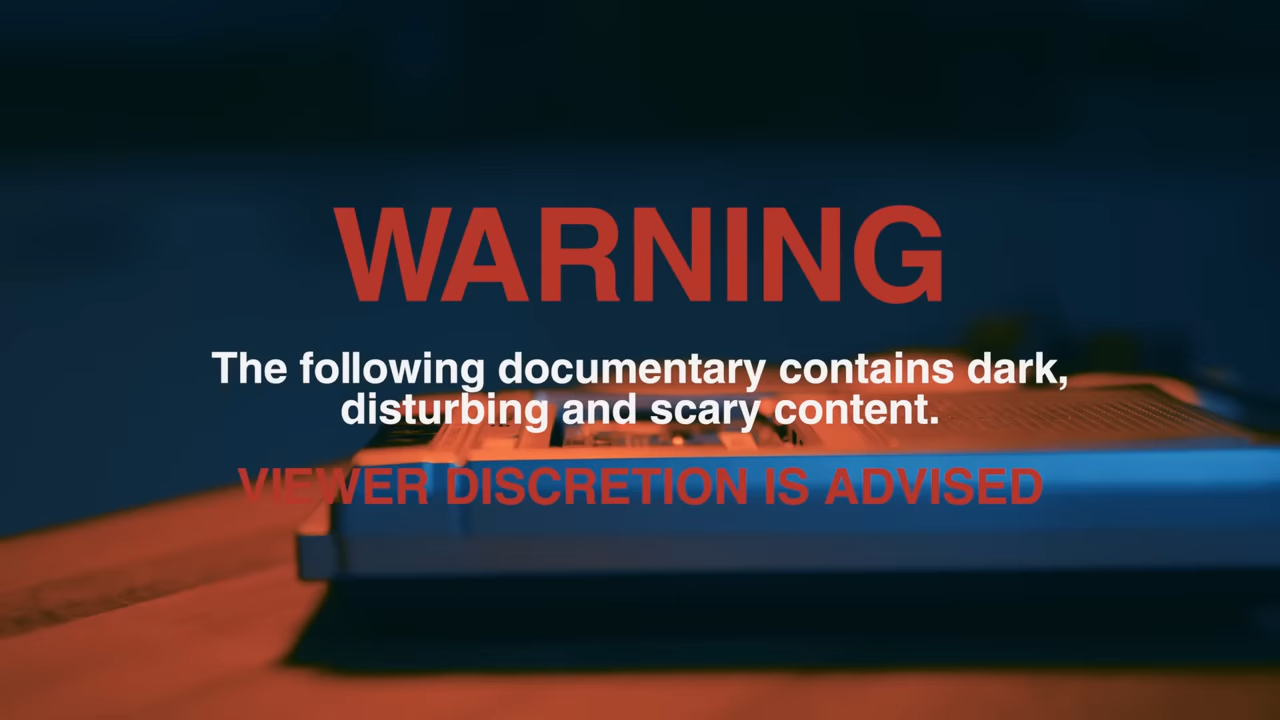 WARNING
The following documentary contains dark,
disturbing and scary content.
VIEWER DISCRETION IS ADVISED